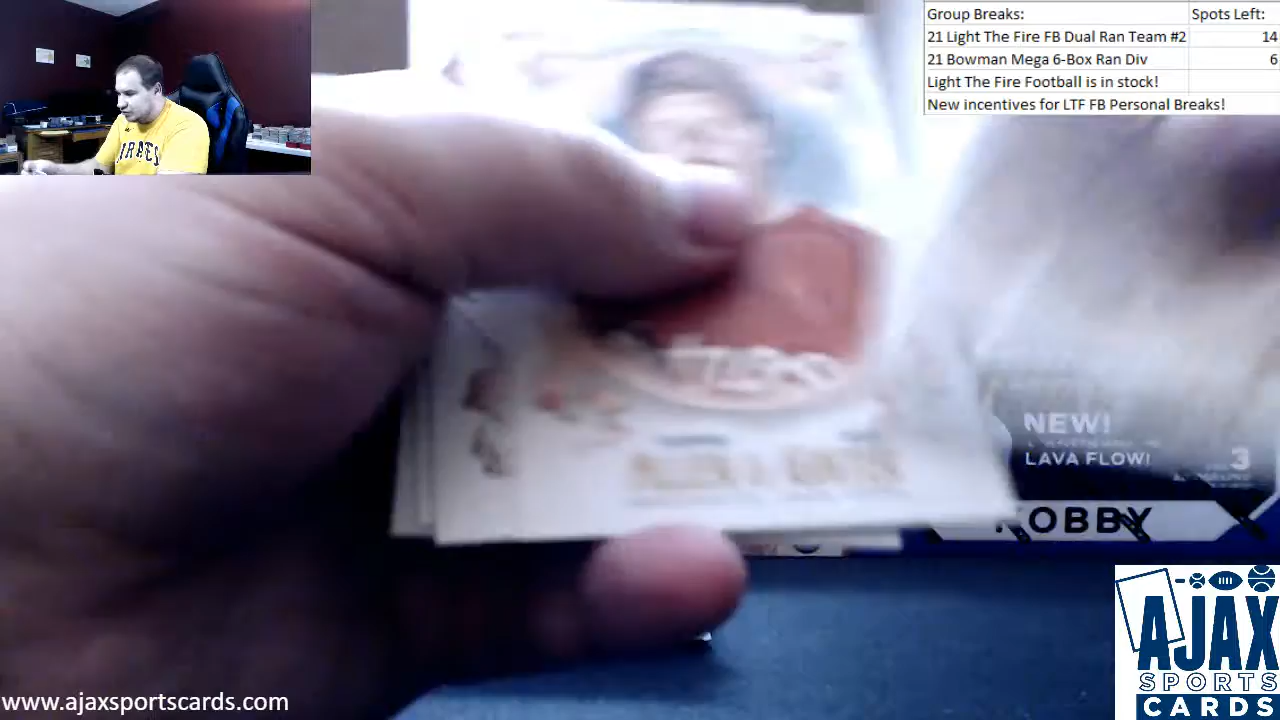 Group Breaks: Spots Left:
21 Light The Fire FB Dual Ran Team #2 14
21 Bowman Mega 6-Box Ran Div 6
Light The Fire Football is in stock!
New incentives for LTF FB Personal Breaks!
PIRATES
NEW!
LAVA FLOW!
3
HOBBY
AJAX
SPORTS
CARDS
www.ajaxsportscards.com